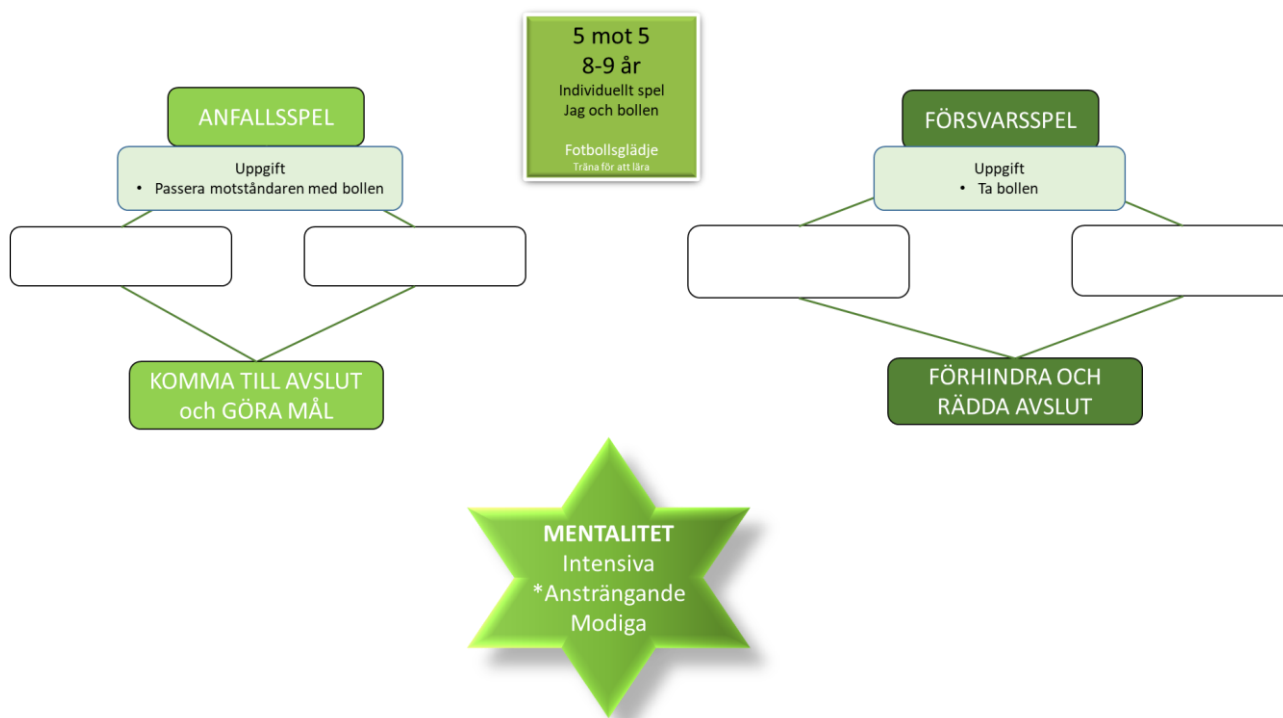 5 mot 5
8-9 år
Individuellt spel
Jag och bollen
Fotbollsglädje
Träna för att lära
ANFALLSSPEL
Uppgift
• Passera motståndaren med bollen
KOMMA TILL AVSLUT
och GÖRA MÅL
FÖRSVARSSPEL
Uppgift
• Ta bollen
FÖRHINDRA OCH
RÄDDA AVSLUT
MENTALITET
Intensiva
*Ansträngande
Modiga